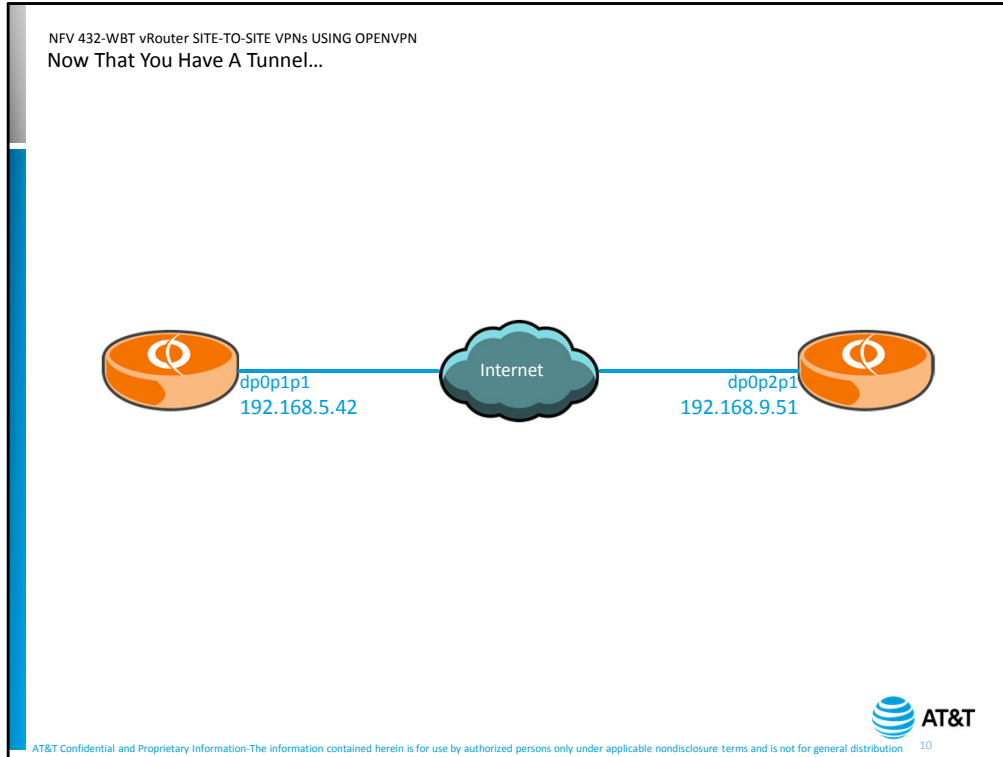 NFV 432-WBT vRouter SITE-TO-SITE VPNs USING OPENVPN
Now That You Have A Tunnel…
Internet
dp0p1p1
192.168.5.42
dp0p2p1
192.168.9.51
AT&T
AT&T Confidential and Proprietary Information-The information contained herein is for use by authorized persons only under applicable nondisclosure terms and is not for general distribution
10